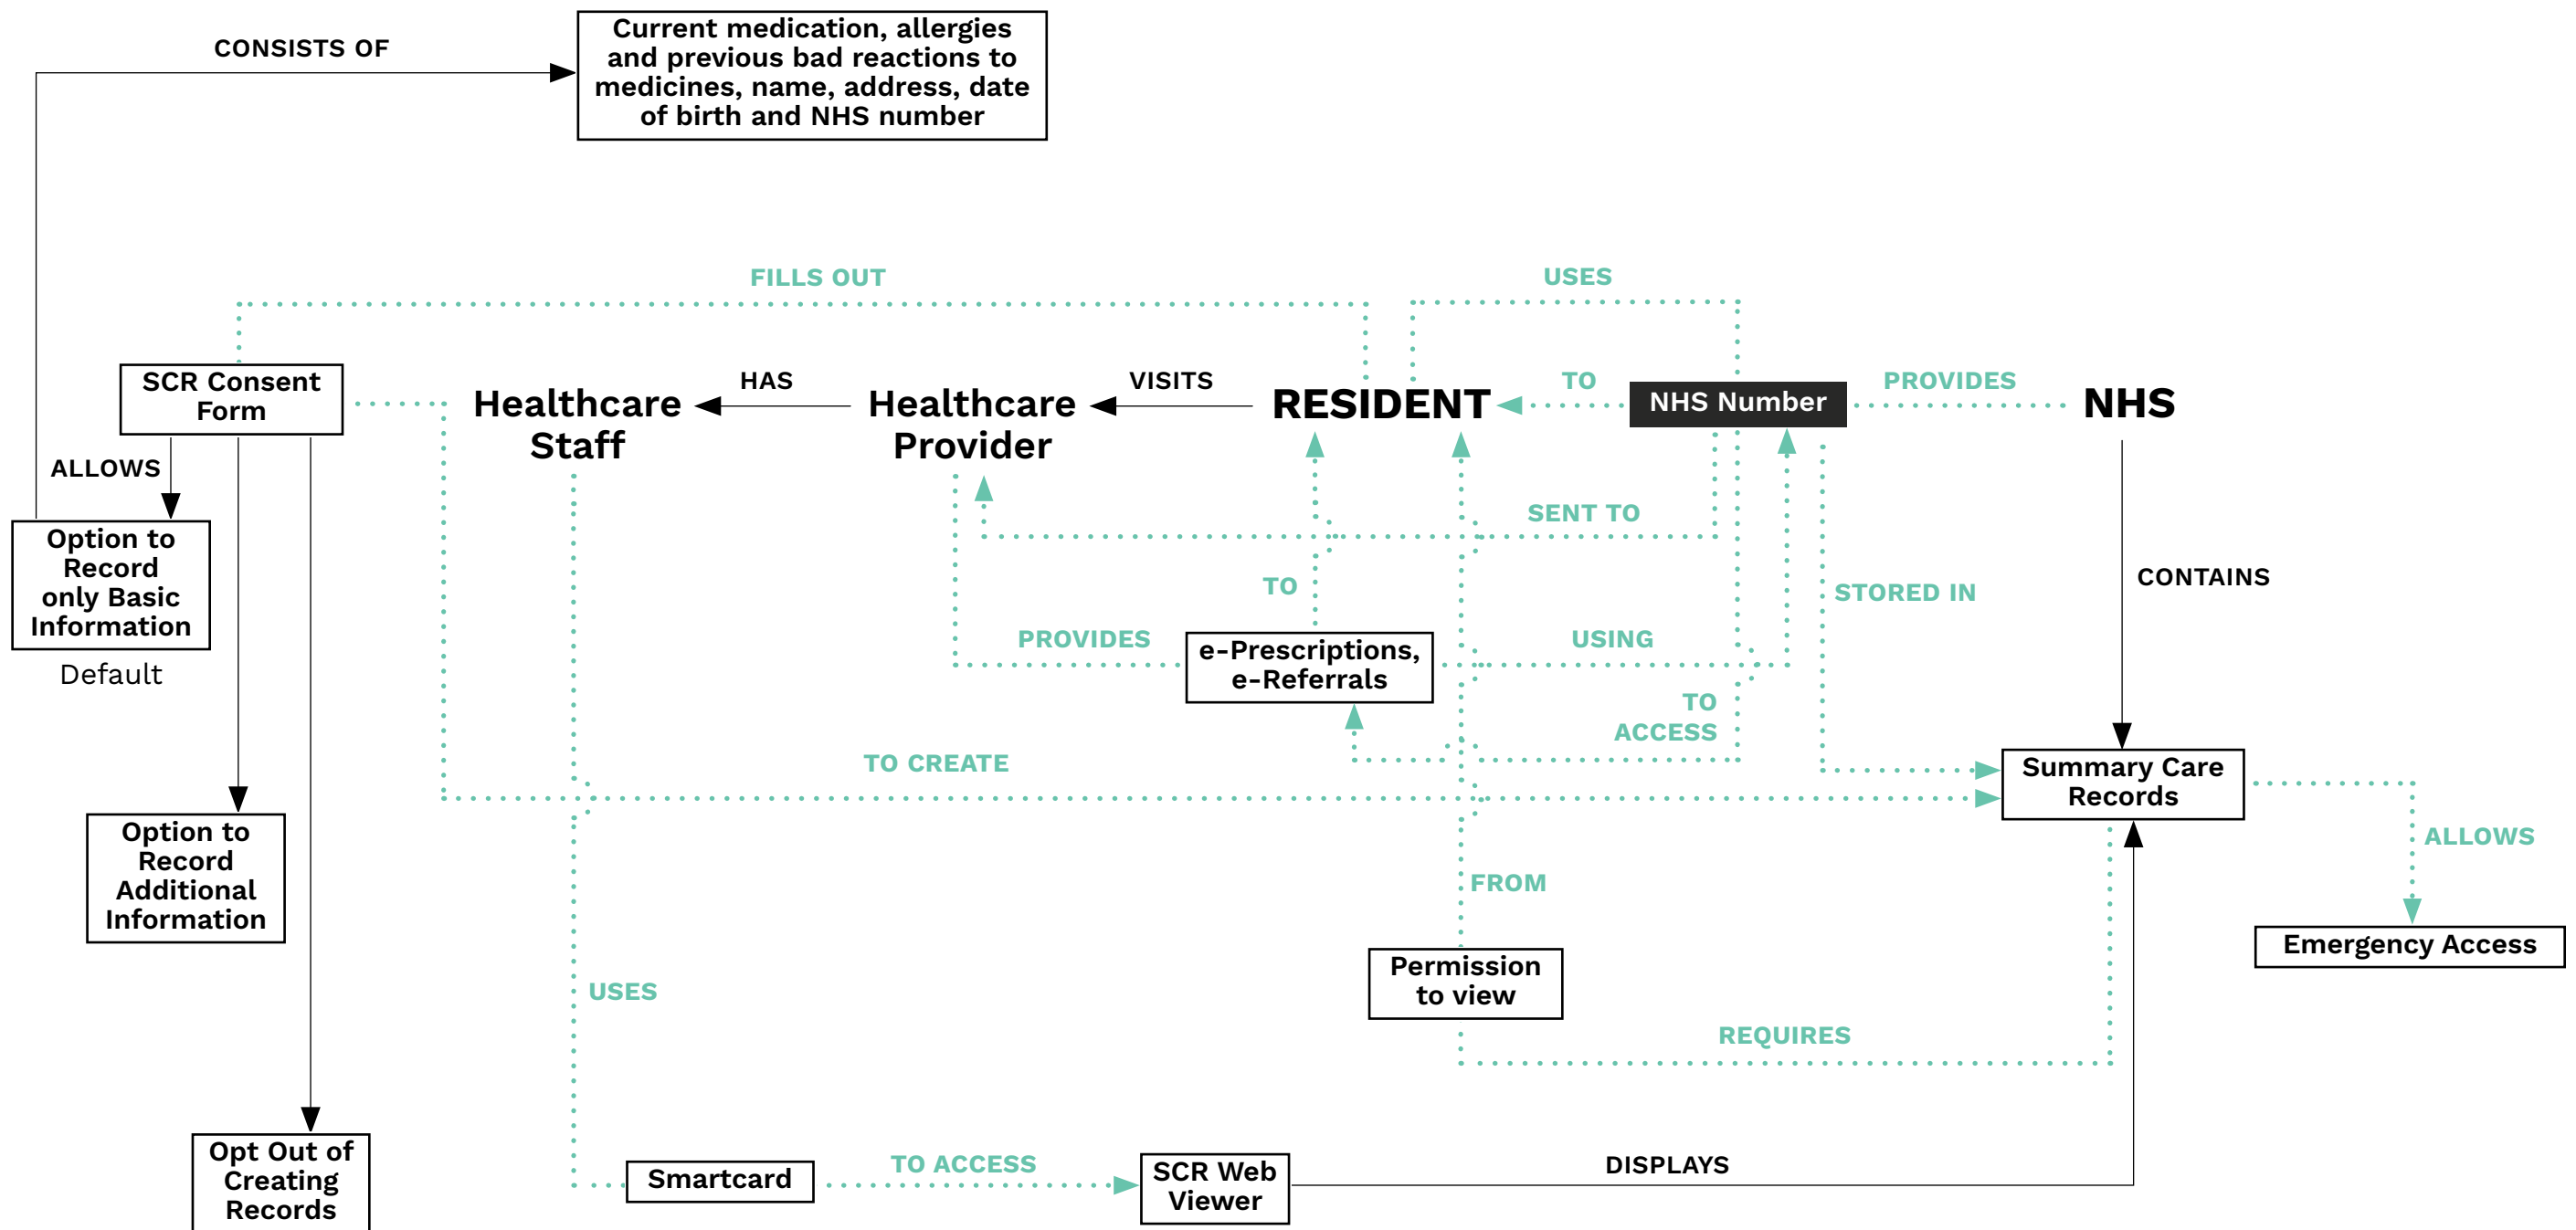 CONSISTS OF
Current medication, allergies
and previous bad reactions to
medicines, name, address, date
of birth and NHS number
FILLS OUT
USES
SCR Consent
Form
Healthcare
Staff
HAS
Healthcare
Provider
VISITS
RESIDENT
TO
NHS Number
PROVIDES
NHS
ALLOWS
Option to
Record
only Basic
Information
Default
SENT TO
TO
STORED IN
CONTAINS
PROVIDES
e-Prescriptions,
e-Referrals
USING
TO
ACCESS
TO CREATE
Summary Care
Records
ALLOWS
Option to
Record
Additional
Information
FROM
Emergency Access
Permission
to view
USES
REQUIRES
Opt Out of
Creating
Records
Smartcard
TO ACCESS
SCR Web
Viewer
DISPLAYS